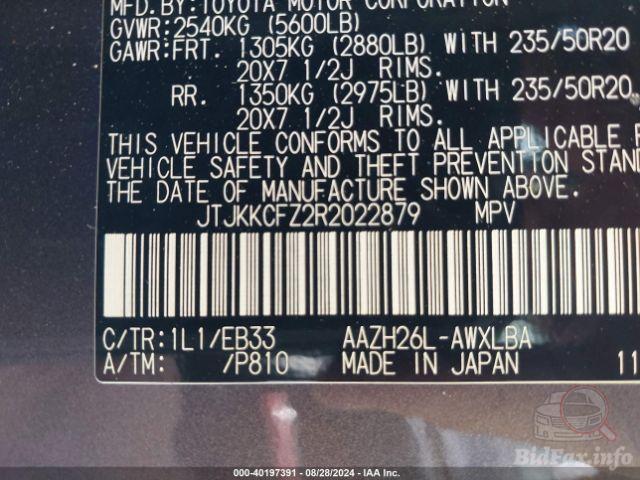 MFD.BY:TOYOTA MOTOR CORPORATION
GVWR:2540KG (5600LB)
GAWR:FRT. 1305KG (2880LB) WITH 235/50R20
20X7 1/2J RIMS.
RR. 1350KG (2975LB) WITH 235/50R20
20X7 1/2J RIMS.
THIS VEHICLE CONFORMS TO ALL APPLICABLE F
VEHICLE SAFETY AND THEFT PREVENTION STAN
THE DATE OF MANUFACTURE SHOWN ABOVE.
JTJKKCFZ2R2022879 MPV
C/TR:1L1/EB33 AAZH26L-AWXLBA
A/TM: /P810 MADE IN JAPAN 11
BidFax.info
000-40197391 - 08/28/2024 - IAA Inc.